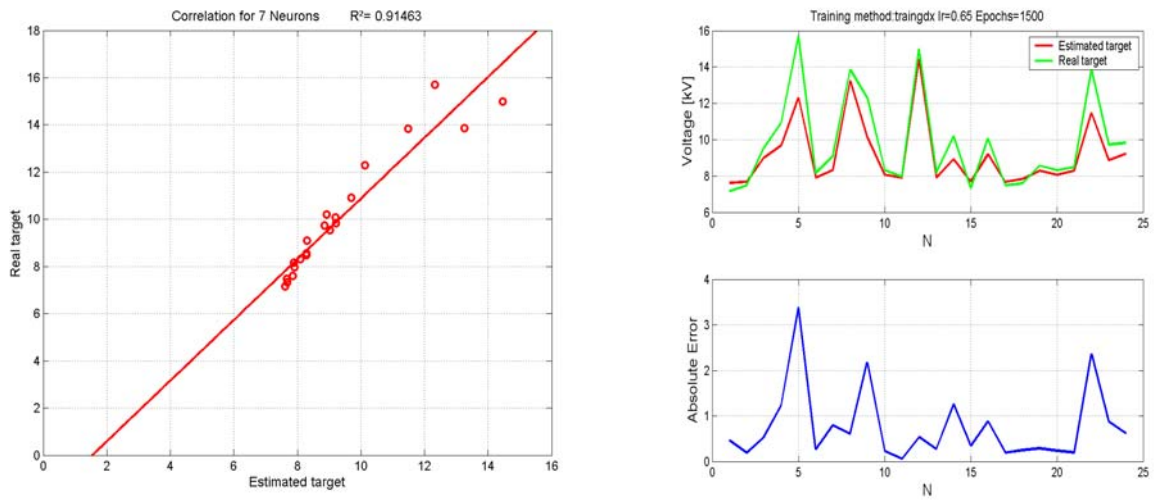 Correlation for 7 Neurons R²= 0.91463
18
16
14
12
10
8
6
4
2
0
Real target
0 2 4 6 8 10 12 14 16
Estimated target
Training method:traingdx lr=0.65 Epochs=1500
16
14
12
10
8
6
Voltage [kV]
Estimated target
Real target
0 5 10 15 20 25
N
4
3
2
1
0
Absolute Error
0 5 10 15 20 25
N